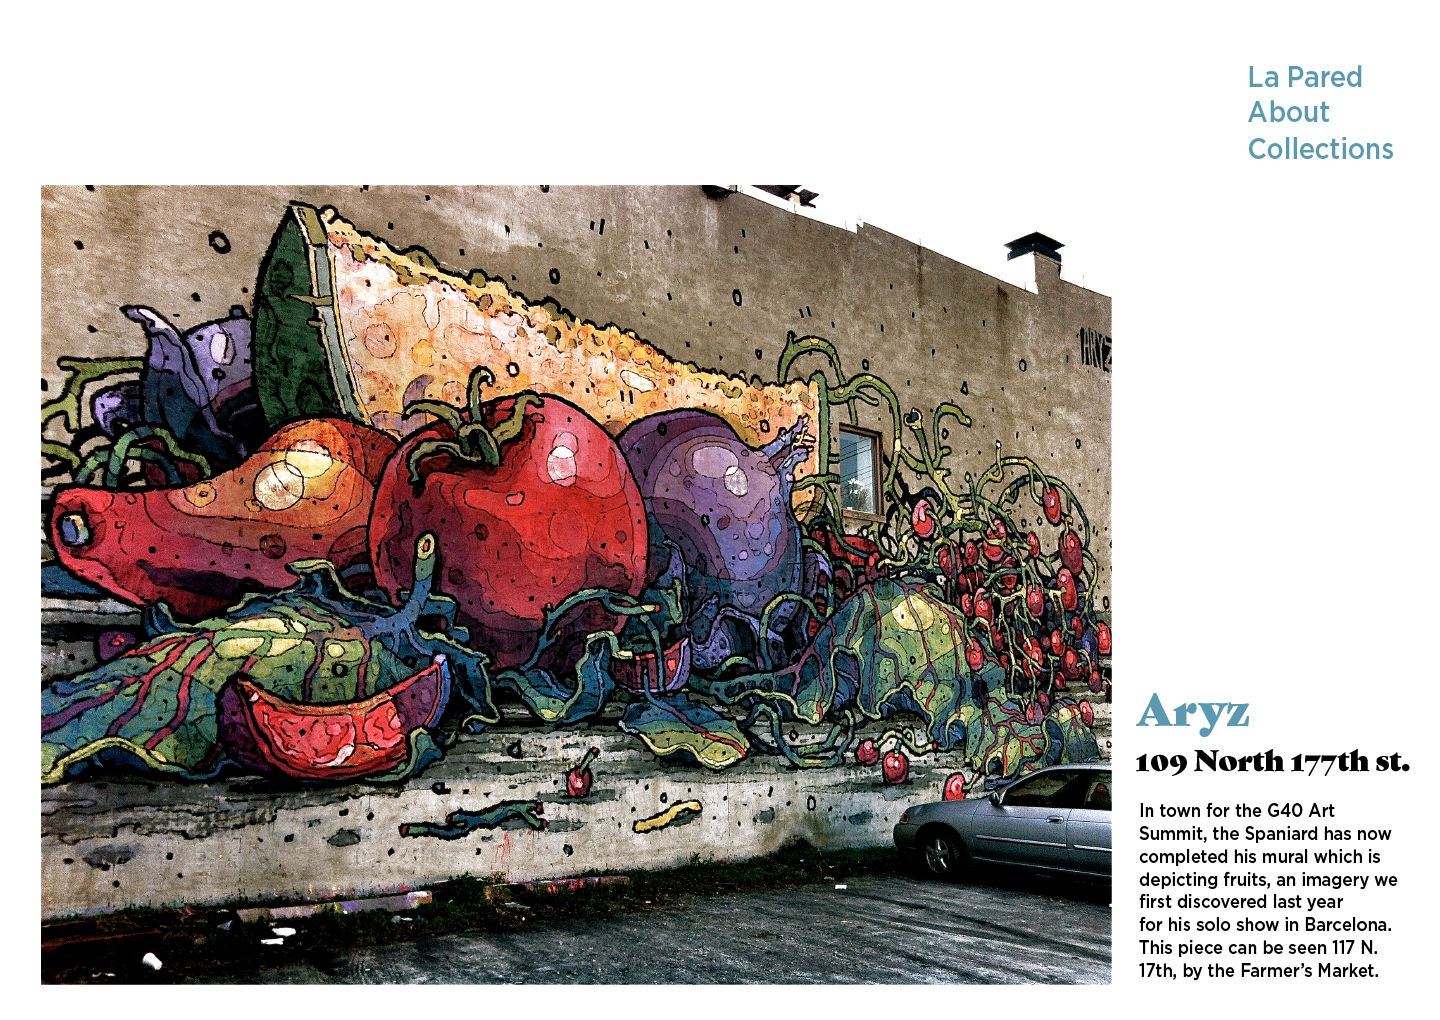 La Pared
About
Collections
ARYZ
Aryz
109 North 177th st.
In town for the G40 Art
Summit, the Spaniard has now
completed his mural which is
depicting fruits, an imagery we
first discovered last year
for his solo show in Barcelona.
This piece can be seen 117 N.
17th, by the Farmer’s Market.